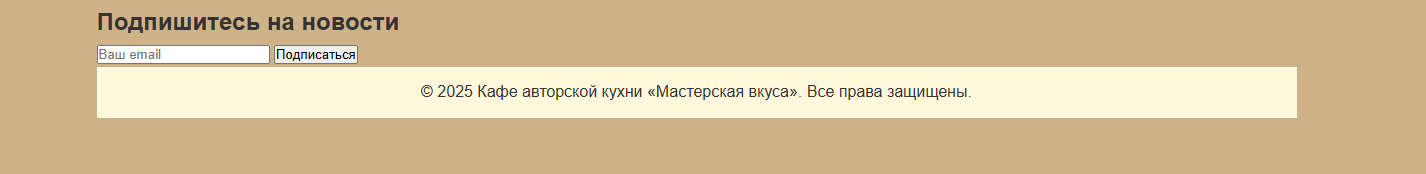 Подпишитесь на новости
Ваш email Подписаться
© 2025 Кафе авторской кухни «Мастерская вкуса». Все права защищены.